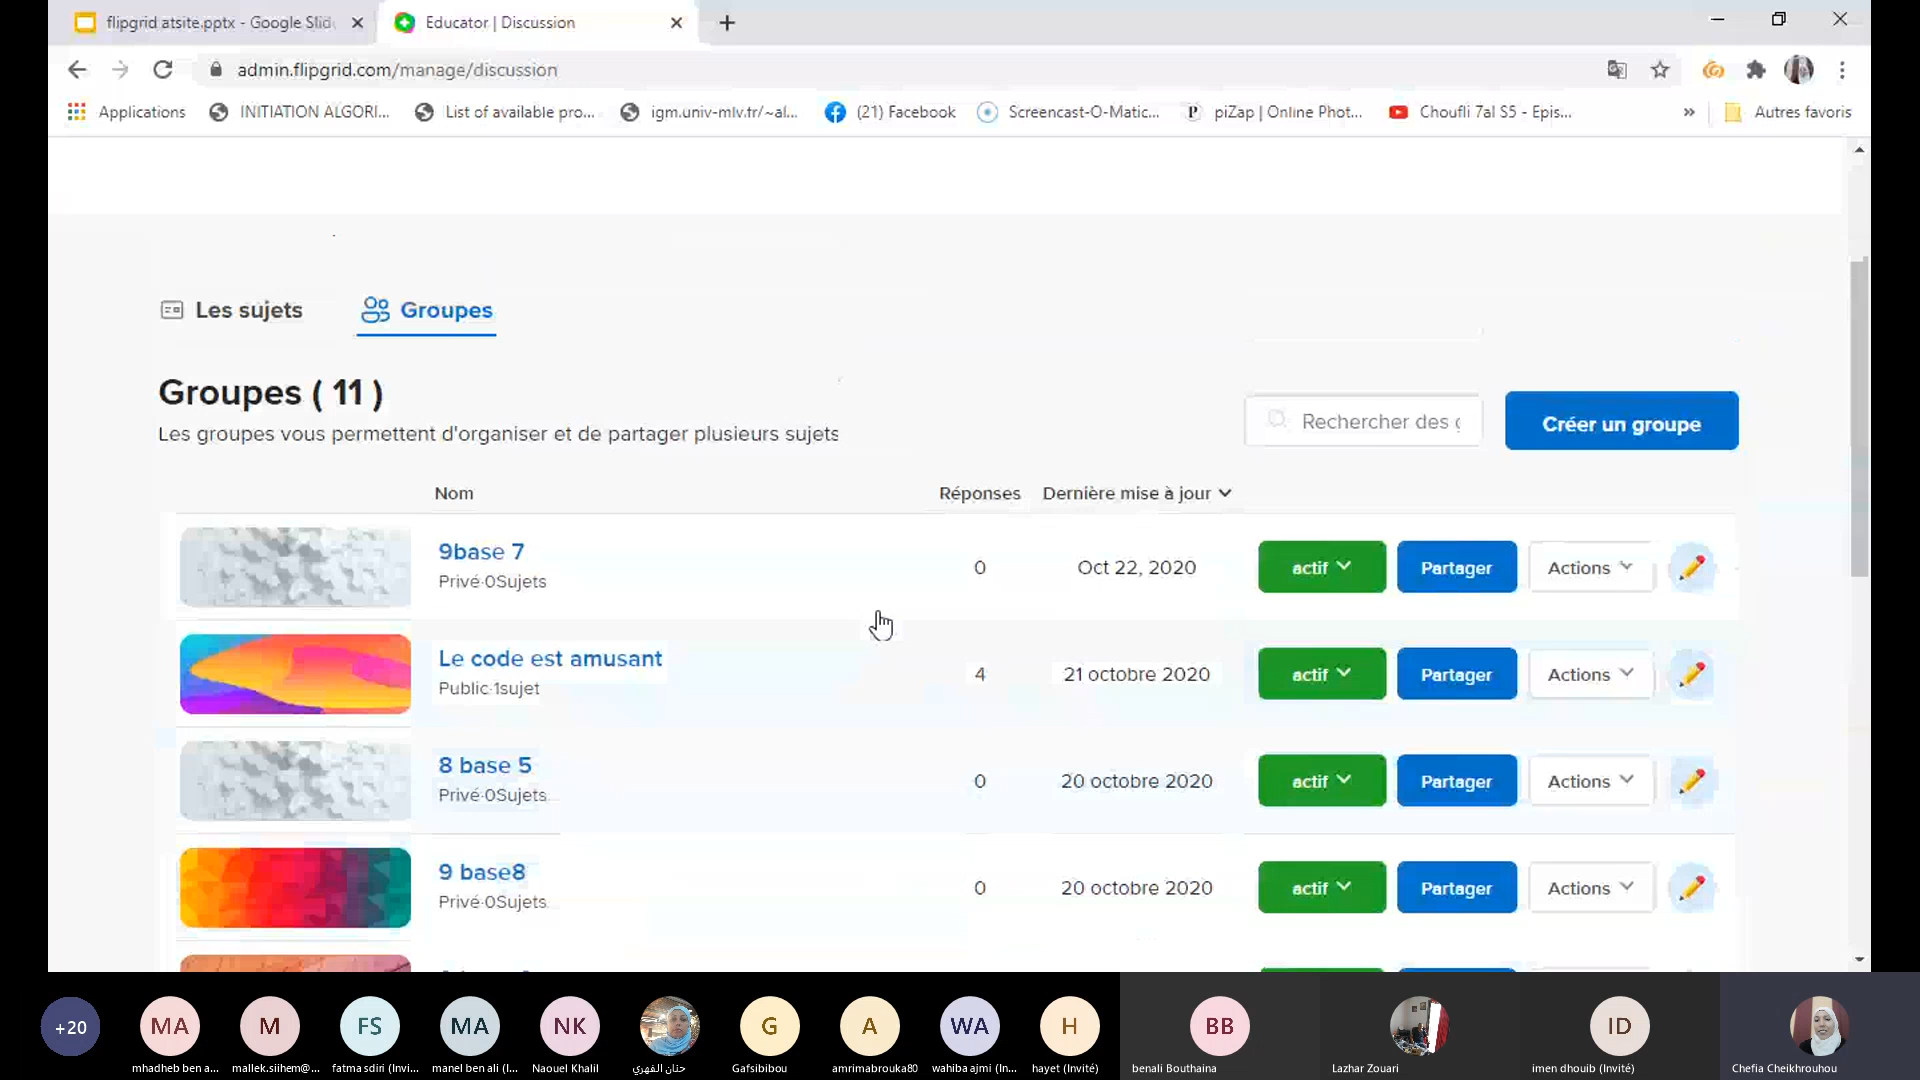 flipgrid atsite.pptx - Google Slid
Educator | Discussion
admin.flipgrid.com/manage/discussion
Applications
INITIATION ALGORI...
List of available pro...
igm.univ-mlv.fr/~al...
(21) Facebook
Screencast-O-Matic...
piZap | Online Phot...
Choufli 7al S5 - Epis...
»
Autres favoris
Les sujets
Groupes
Groupes ( 11 )
Les groupes vous permettent d'organiser et de partager plusieurs sujets
Rechercher des g
Créer un groupe
Nom
Réponses
Dernière mise à jour
9base 7
Privé·0Sujets
0
Oct 22, 2020
actif
Partager
Actions
Le code est amusant
Public·1sujet
4
21 octobre 2020
actif
Partager
Actions
8 base 5
Privé·0Sujets
0
20 octobre 2020
actif
Partager
Actions
9 base8
Privé·0Sujets
0
20 octobre 2020
actif
Partager
Actions
+20
MA
M
FS
MA
NK
G
A
WA
H
BB
ID
mhadheb ben a...
mallek.siihem@...
fatma sdiri (Invi...
manel ben ali (I...
Naouel Khalil
حنان الفهري
Gafsibibou
amrimabrouka80
wahiba ajmi (In...
hayet (Invité)
benali Bouthaina
Lazhar Zouari
imen dhouib (Invité)
Chefia Cheikhrouhou